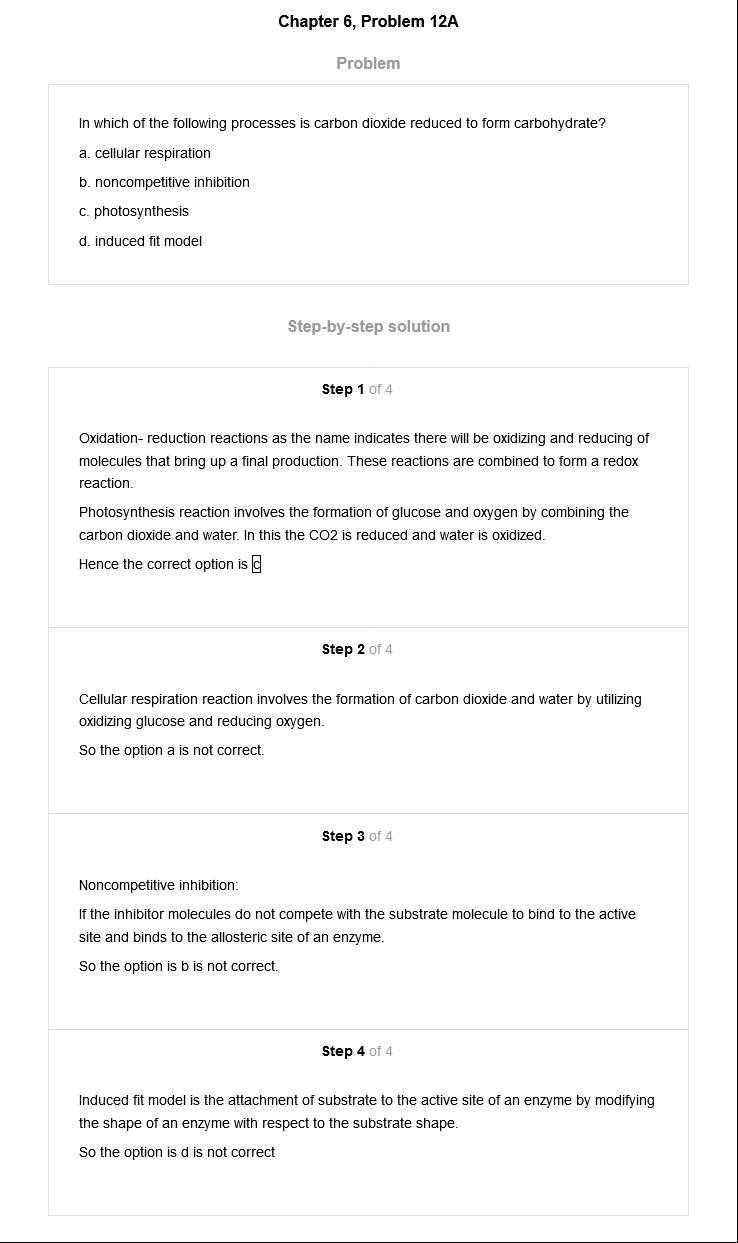 Chapter 6, Problem 12A
Problem
In which of the following processes is carbon dioxide reduced to form carbohydrate?
a. cellular respiration
b. noncompetitive inhibition
c. photosynthesis
d. induced fit model
Step-by-step solution
Step 1 of 4
Oxidation- reduction reactions as the name indicates there will be oxidizing and reducing of
molecules that bring up a final production. These reactions are combined to form a redox
reaction.
Photosynthesis reaction involves the formation of glucose and oxygen by combining the
carbon dioxide and water. In this the CO2 is reduced and water is oxidized.
Hence the correct option is c
Step 2 of 4
Cellular respiration reaction involves the formation of carbon dioxide and water by utilizing
oxidizing glucose and reducing oxygen.
So the option a is not correct.
Step 3 of 4
Noncompetitive inhibition:
If the inhibitor molecules do not compete with the substrate molecule to bind to the active
site and binds to the allosteric site of an enzyme.
So the option is b is not correct.
Step 4 of 4
Induced fit model is the attachment of substrate to the active site of an enzyme by modifying
the shape of an enzyme with respect to the substrate shape.
So the option is d is not correct